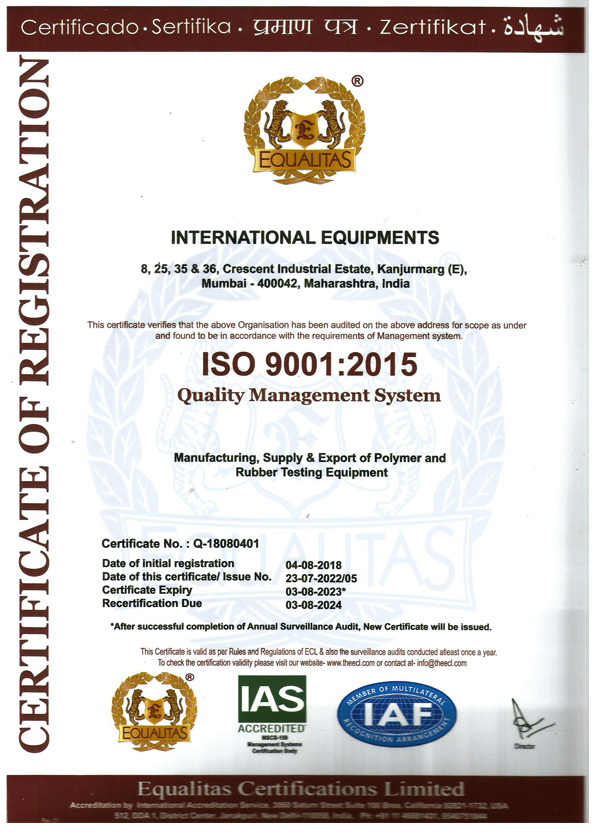 Certificado · Sertifika · प्रमाण पत्र · Zertifikat · شهادة
CERTIFICATE OF REGISTRATION
®
E
EQUALITAS
INTERNATIONAL EQUIPMENTS
8, 25, 35 & 36, Crescent Industrial Estate, Kanjurmarg (E),
Mumbai - 400042, Maharashtra, India
This certificate verifies that the above Organisation has been audited on the above address for scope as under
and found to be in accordance with the requirements of Management system.
ISO 9001:2015
Quality Management System
Manufacturing, Supply & Export of Polymer and
Rubber Testing Equipment
EQUALITAS
Certificate No. : Q-18080401
Date of initial registration 04-08-2018
Date of this certificate/ Issue No. 23-07-2022/05
Certificate Expiry 03-08-2023*
Recertification Due 03-08-2024
*After successful completion of Annual Surveillance Audit, New Certificate will be issued.
This Certificate is valid as per Rules and Regulations of ECL & also the surveillance audits conducted atleast once a year.
To check the certification validity please visit our website- www.theecl.com or contact at- info@theecl.com
®
E
EQUALITAS
IAS
ACCREDITED
MSCB-159
Management Systems
Certification Body
MEMBER OF MULTILATERAL
IAF
RECOGNITION ARRANGEMENT
Director
Equalitas Certifications Limited
Accreditation by International Accreditation Service, 3060 Saturn Street Suite 100 Brea, California 92821-1732, USA
512, DDA 1, District Center, Janakpuri, New Delhi-110058, India, Ph: +91 11